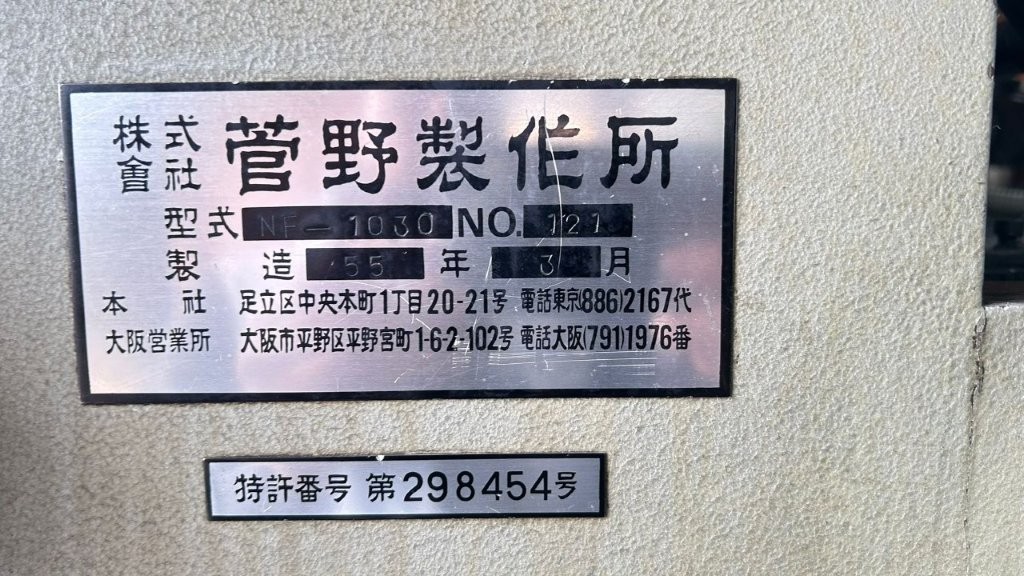 株式會社 菅野製作所
型式 NF-1030 NO. 121
製 造 55 年 3 月
本 社 足立区中央本町1丁目20-21号 電話東京(886)2167代
大阪営業所 大阪市平野区平野宮町1-6-2-102号 電話大阪(791)1976番
特許番号 第298454号